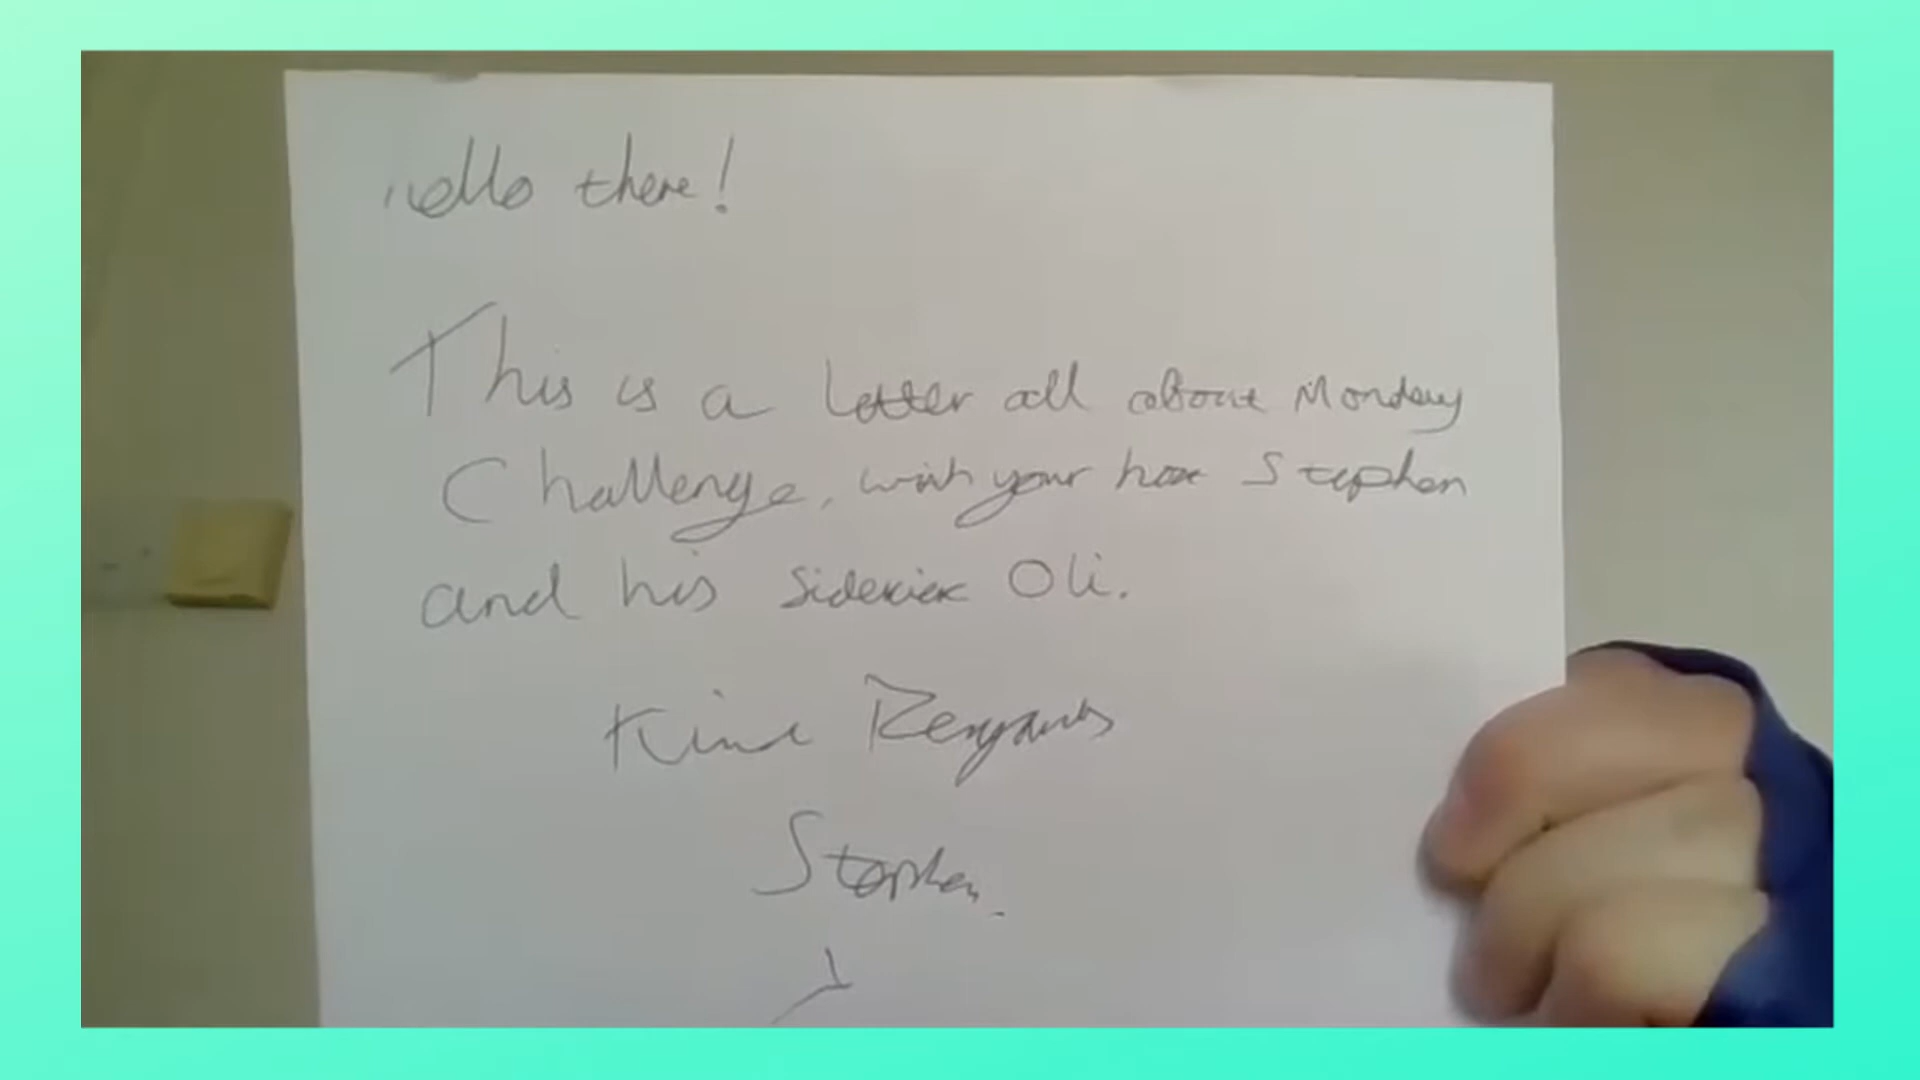 Hello there!
This is a letter all about Monday
Challenge, with your host Stephen
and his sidekick Oli.
Kind Regards
Stephen.